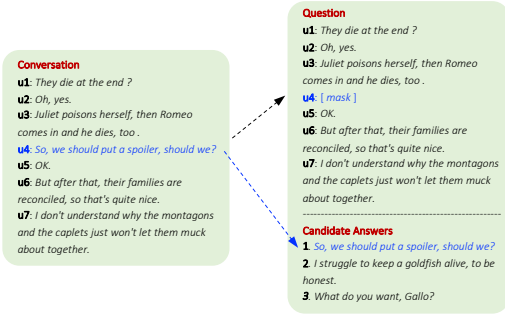 Conversation
u1: They die at the end ?
u2: Oh, yes.
u3: Juliet poisons herself, then Romeo
comes in and he dies, too .
u4: So, we should put a spoiler, should we?
u5: OK.
u6: But after that, their families are
reconciled, so that's quite nice.
u7: I don't understand why the montagons
and the caplets just won't let them muck
about together.
Question
u1: They die at the end ?
u2: Oh, yes.
u3: Juliet poisons herself, then Romeo
comes in and he dies, too .
u4: [ mask ]
u5: OK.
u6: But after that, their families are
reconciled, so that's quite nice.
u7: I don't understand why the montagons
and the caplets just won't let them muck
about together.
Candidate Answers
1. So, we should put a spoiler, should we?
2. I struggle to keep a goldfish alive, to be
honest.
3. What do you want, Gallo?